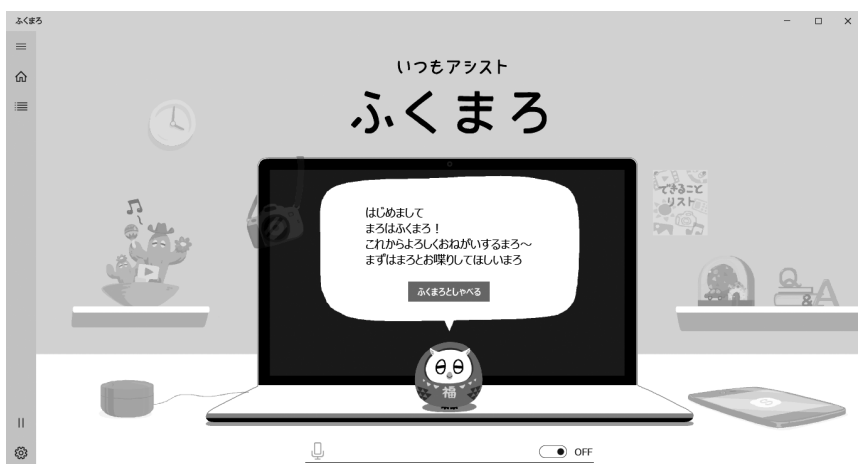 ふくまろ
いつもアシスト
ふくまろ
できること
リスト
はじめまして
まろはふくまろ！
これからよろしくおねがいするまろ～
まずはまろとお喋りしてほしいまろ
ふくまろとしゃべる
福
Q
&A
OFF